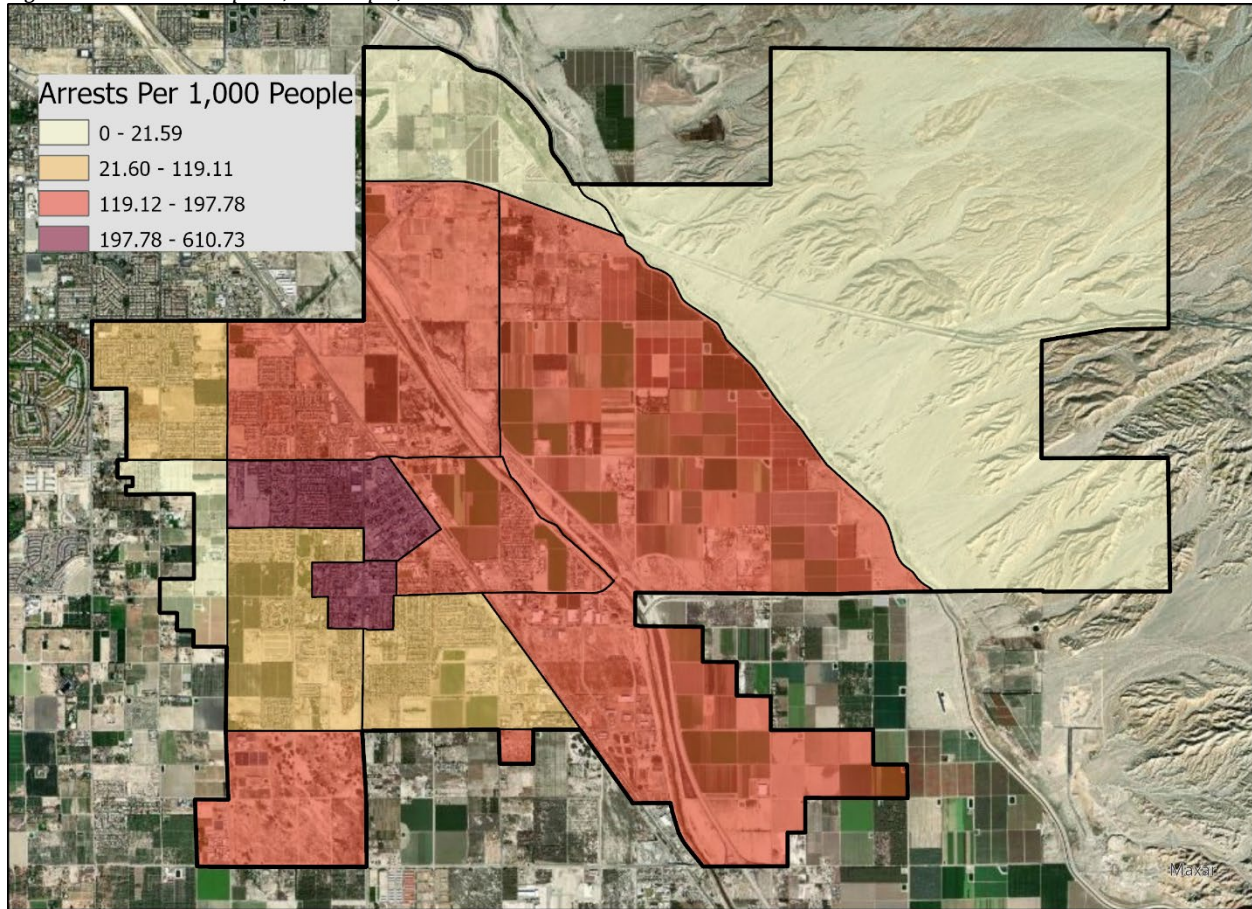 Arrests Per 1,000 People
0 - 21.59
21.60 - 119.11
119.12 - 197.78
197.78 - 610.73
Maxar